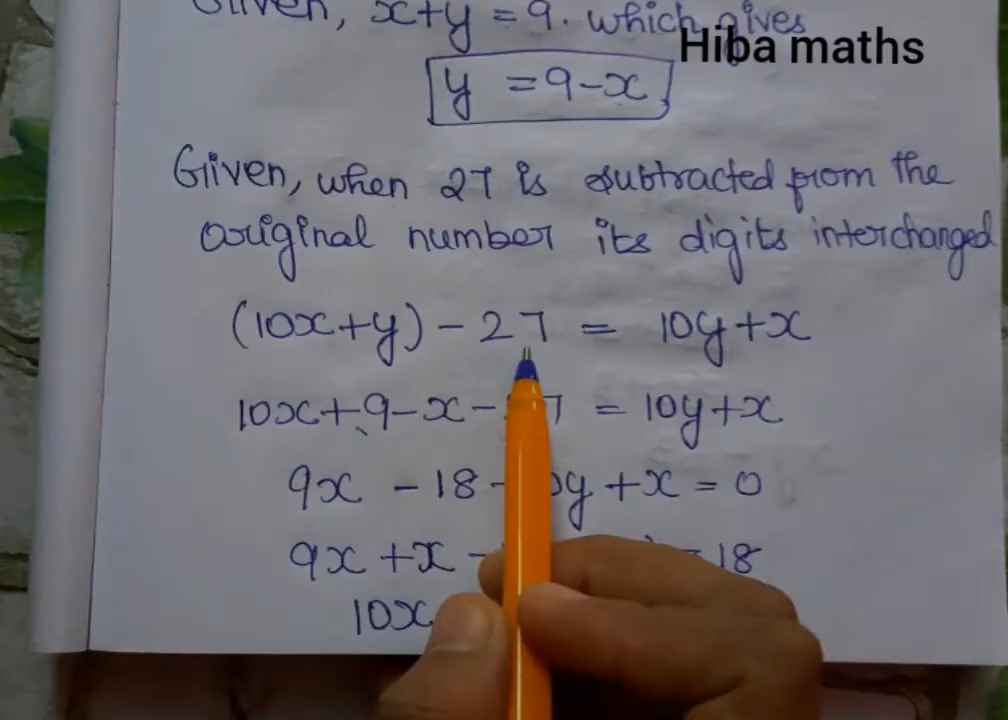 Given, x+y = 9. which gives
Hiba maths
y = 9-x
Given, when 27 is subtracted from the
original number its digits interchanged
(10x+y) - 27 = 10y+x
10x+9-x- 7 = 10y+x
9x - 18 - y + x = 0
9x + x - = 18
10x